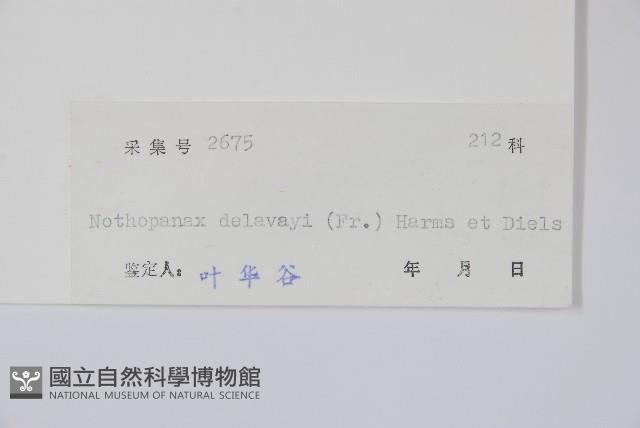 采集号 2675 212 科
Nothopanax delavayi (Fr.) Harms et Diels
鉴定人: 叶华谷 年 月 日
國立自然科學博物館
NATIONAL MUSEUM OF NATURAL SCIENCE